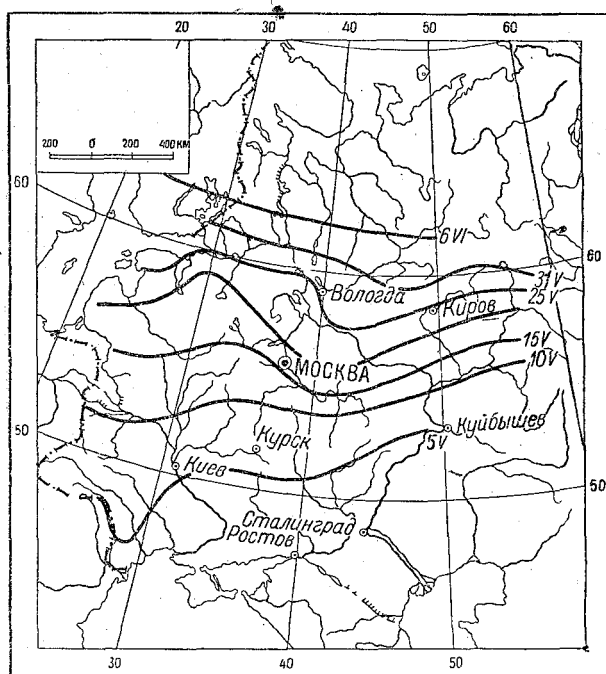 20 30 40 50 60
200 0 200 400 КМ
60
6 VI
60
31 V
Вологда
25 V
Киров
МОСКВА
15 V
10 V
50
Курск
5 V
Куйбышев
Киев
50
Сталинград
Ростов
30 40 50